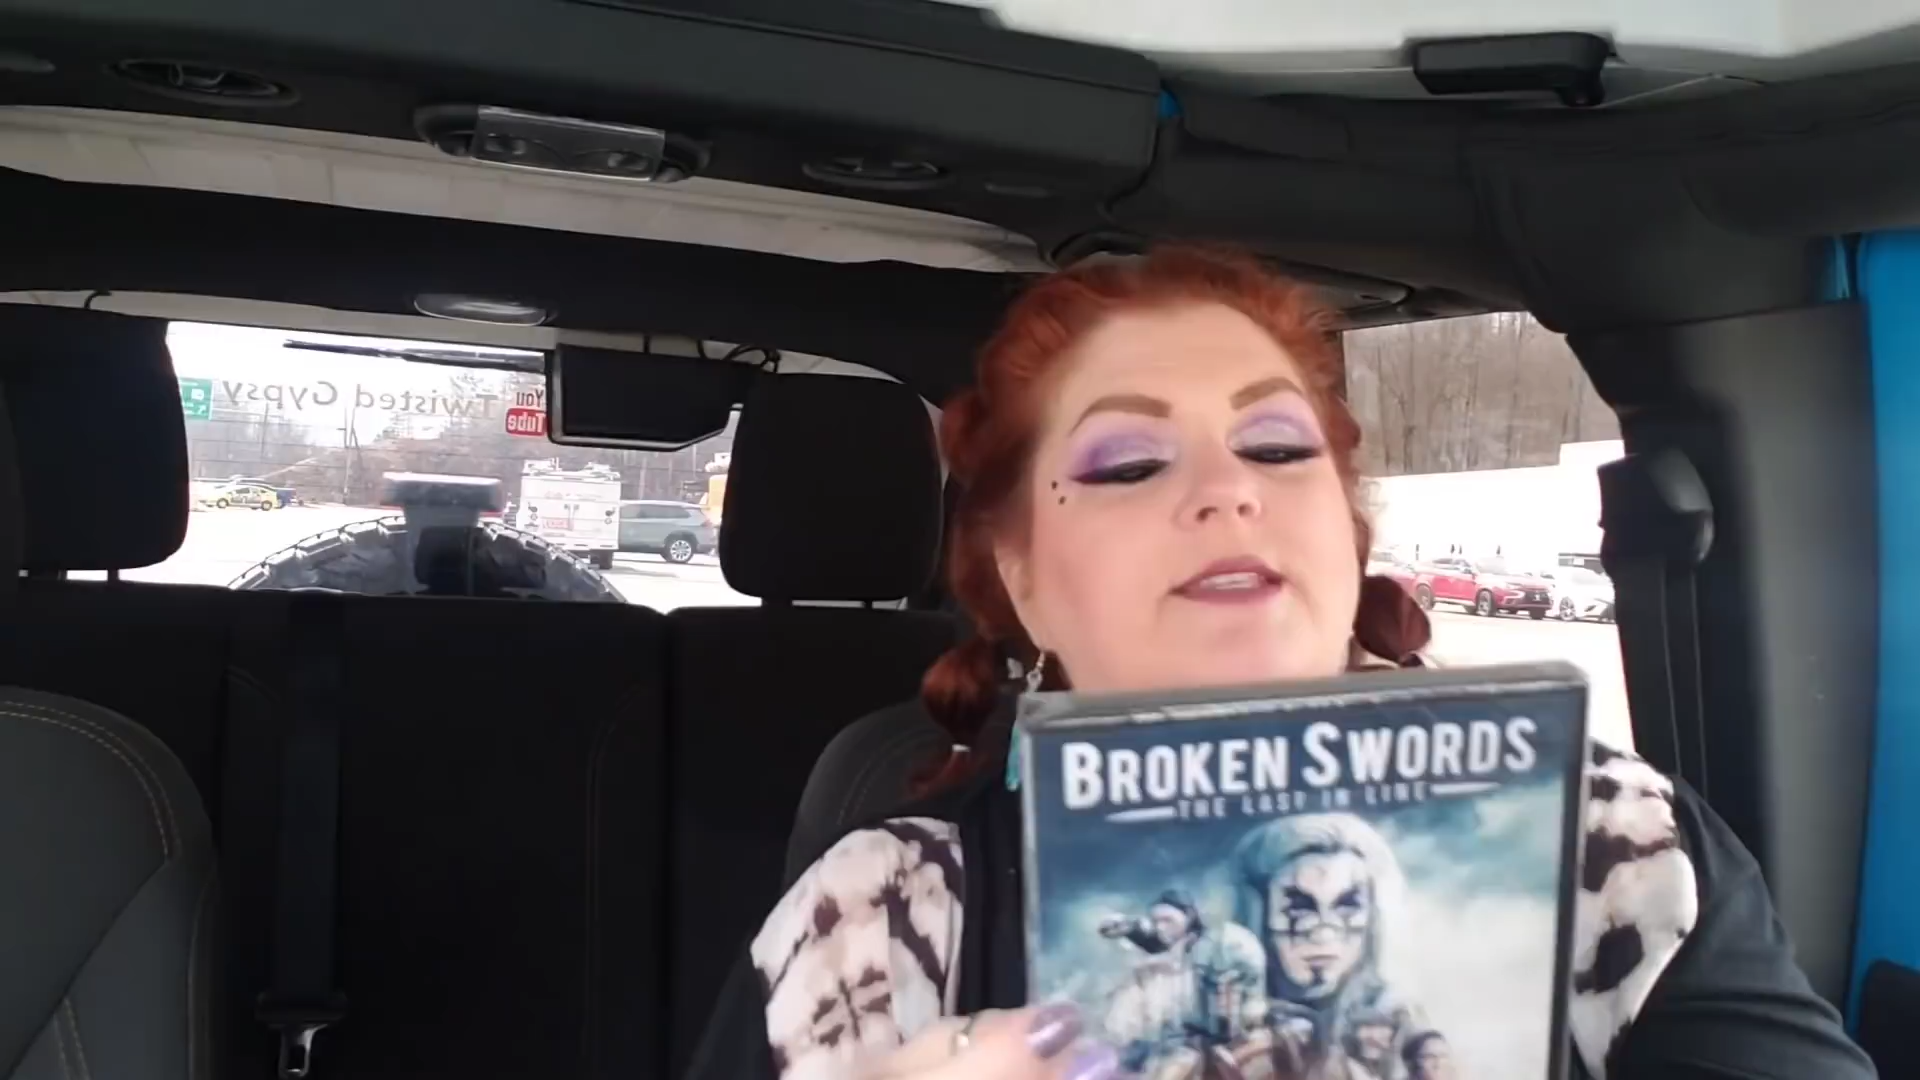 Twisted Gypsy
You
Tube
BROKEN SWORDS
THE LAST IN LINE